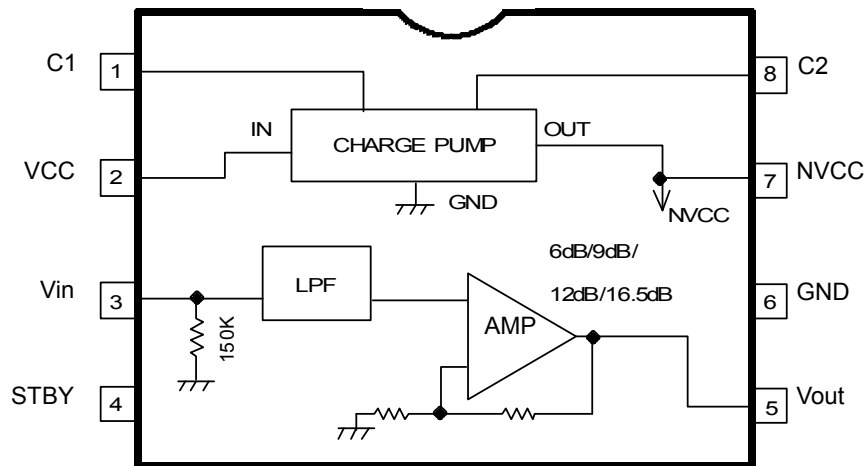 C1
1
8
C2
IN
CHARGE PUMP
OUT
VCC
2
7
NVCC
GND
NVCC
6dB/9dB/
12dB/16.5dB
Vin
3
LPF
150K
AMP
6
GND
STBY
4
5
Vout